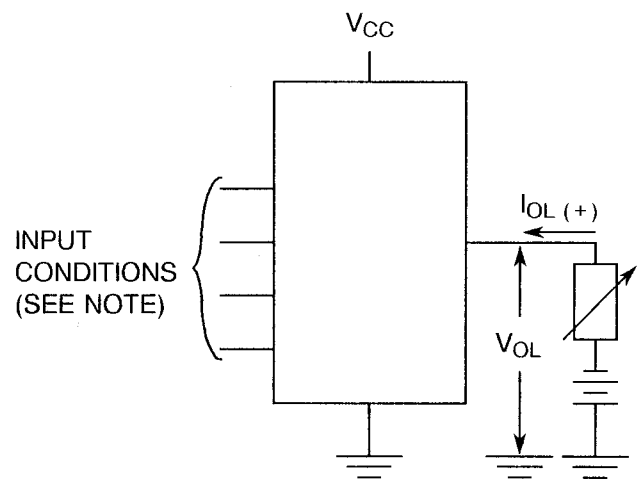 VCC
INPUT
CONDITIONS
(SEE NOTE)
IOL (+)
VOL